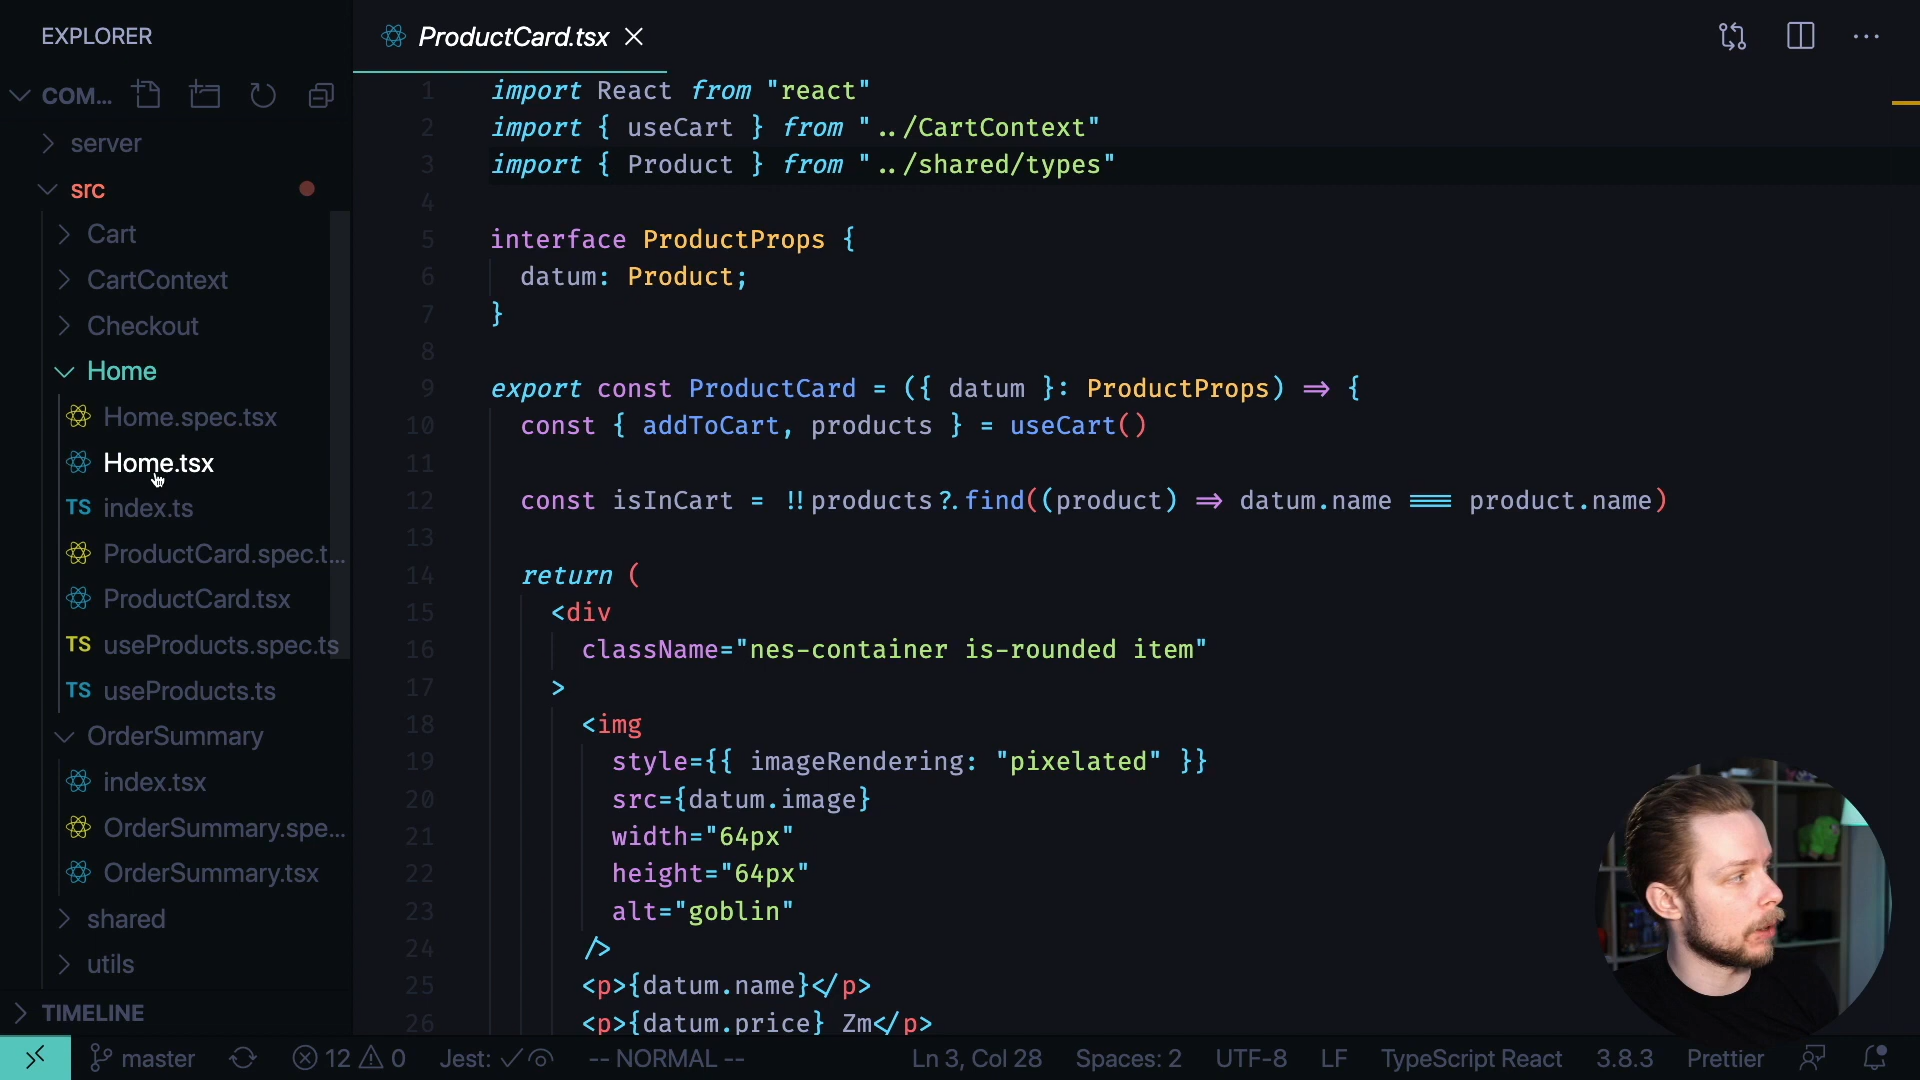 EXPLORER
COM...
server
src
Cart
CartContext
Checkout
Home
Home.spec.tsx
Home.tsx
TS index.ts
ProductCard.spec.t...
ProductCard.tsx
TS useProducts.spec.ts
TS useProducts.ts
OrderSummary
index.tsx
OrderSummary.spe...
OrderSummary.tsx
shared
utils
TIMELINE
ProductCard.tsx
1 import React from "react"
2 import { useCart } from "../CartContext"
3 import { Product } from "../shared/types"
4
5 interface ProductProps {
6 datum: Product;
7 }
8
9 export const ProductCard = ({ datum }: ProductProps) => {
10 const { addToCart, products } = useCart()
11
12 const isInCart = !!products?.find((product) => datum.name === product.name)
13
14 return (
15 <div
16 className="nes-container is-rounded item"
17 >
18 <img
19 style={{ imageRendering: "pixelated" }}
20 src={datum.image}
21 width="64px"
22 height="64px"
23 alt="goblin"
24 />
25 <p>{datum.name}</p>
26 <p>{datum.price} Zm</p>
master 12 0 Jest: -- NORMAL -- Ln 3, Col 28 Spaces: 2 UTF-8 LF TypeScript React 3.8.3 Prettier